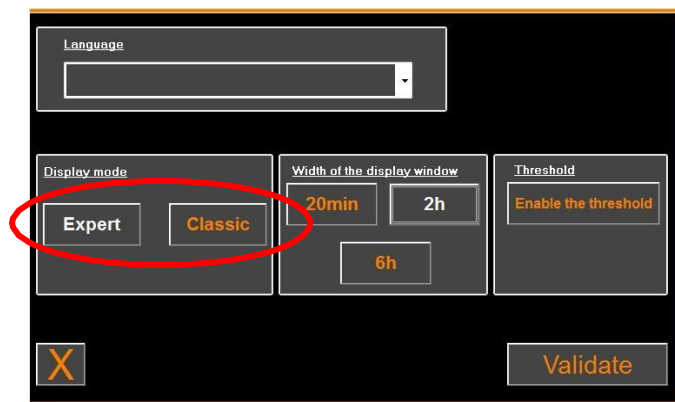 Language
Display mode
Expert Classic
Width of the display window
20min 2h
6h
Threshold
Enable the threshold
X Validate